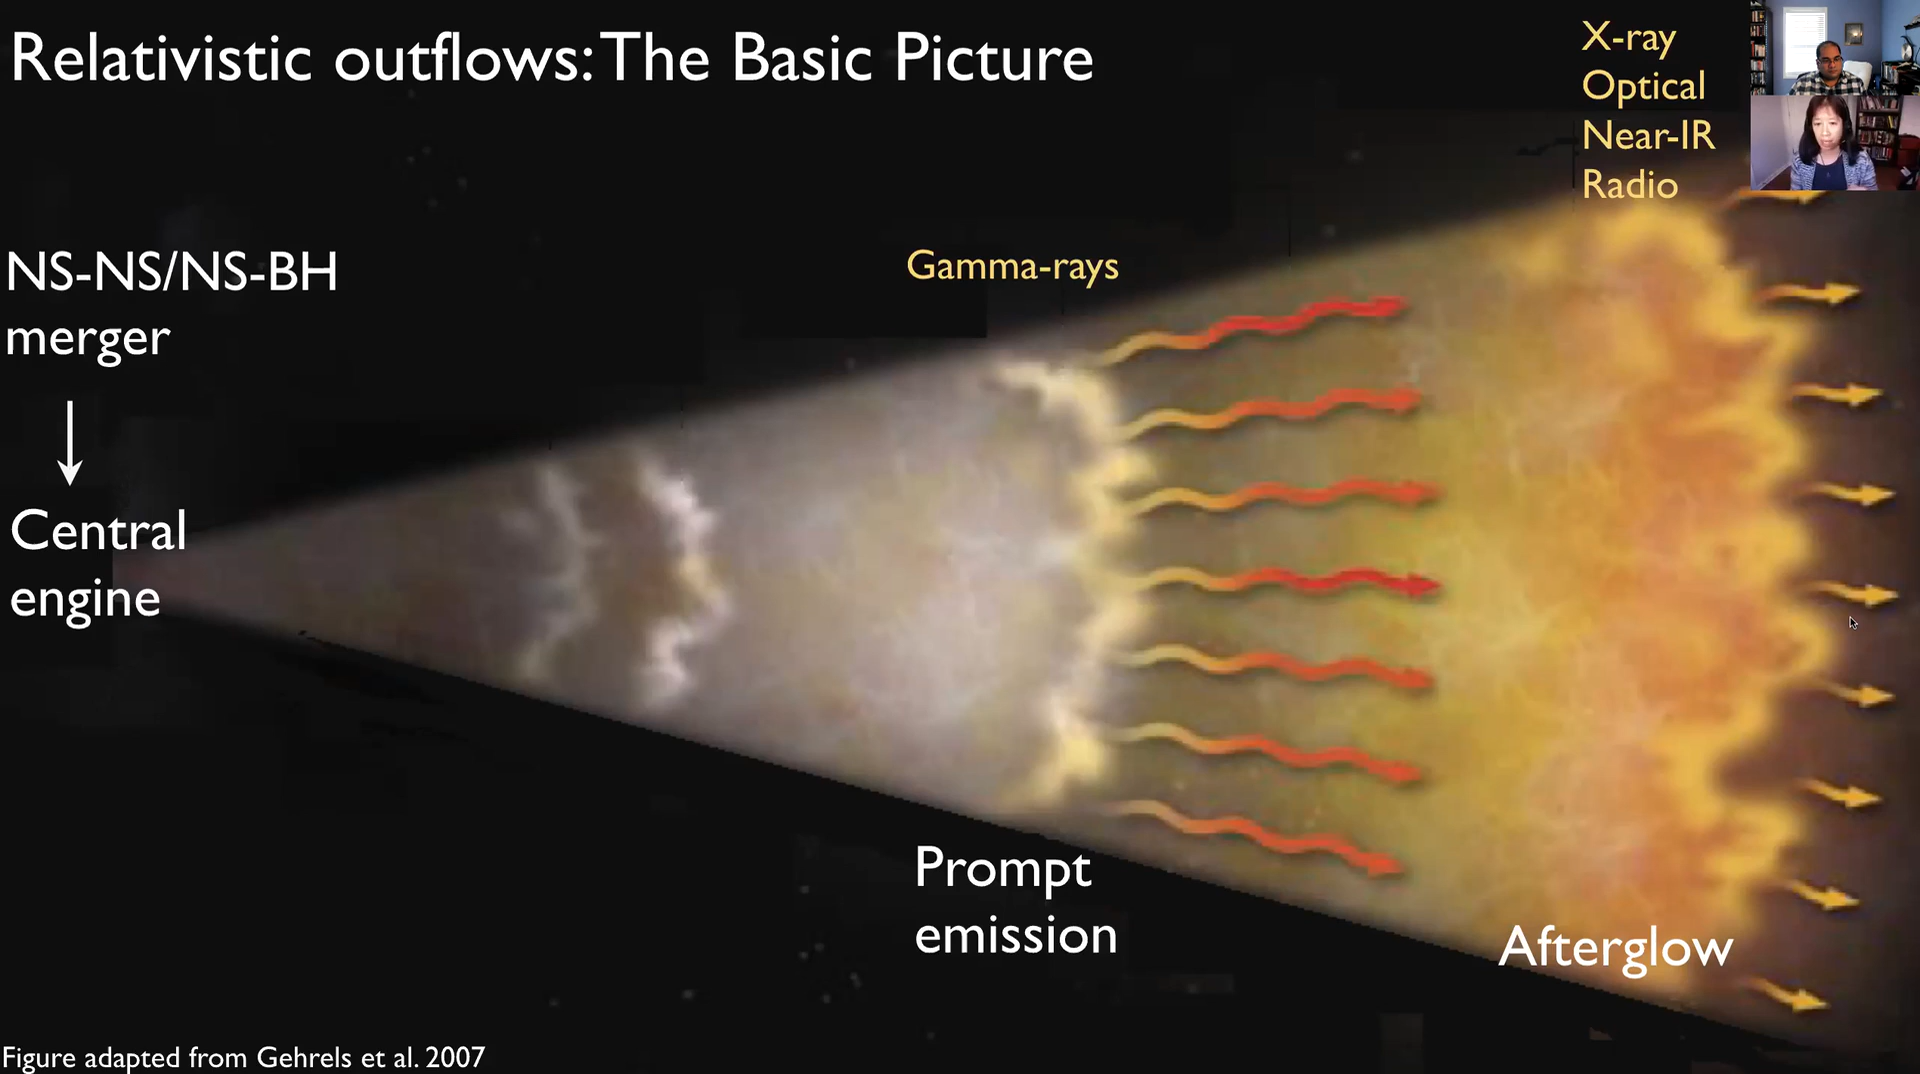 Relativistic outflows: The Basic Picture
X-ray
Optical
Near-IR
Radio
NS-NS/NS-BH
merger
Gamma-rays
Central
engine
Prompt
emission
Afterglow
Figure adapted from Gehrels et al. 2007